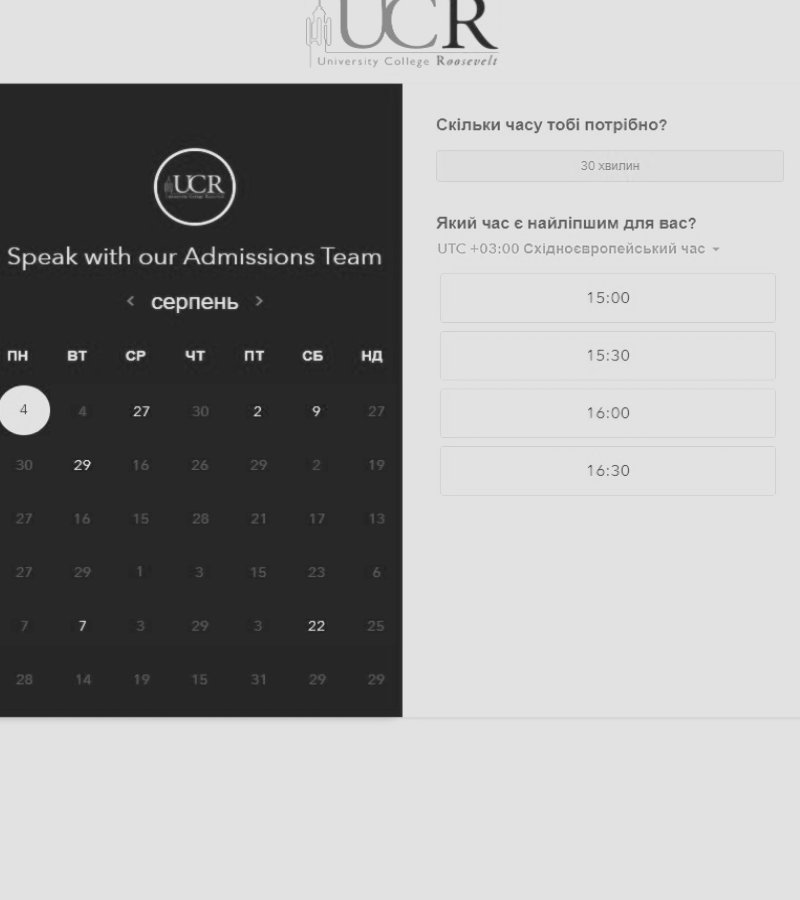 UCR
University College Roosevelt
UCR
Speak with our Admissions Team
серпень
ПН ВТ СР ЧТ ПТ СБ НД
4 4 27 30 2 9 27
30 29 16 26 29 2 19
27 16 15 28 21 17 13
27 29 1 3 15 23 6
7 7 3 29 3 22 25
28 14 19 15 31 29 29
Скільки часу тобі потрібно?
30 хвилин
Який час є найліпшим для вас?
UTC +03:00 Східноєвропейський час
15:00
15:30
16:00
16:30